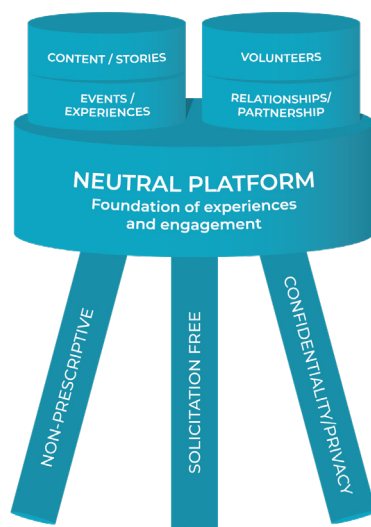 CONTENT / STORIES
EVENTS /
EXPERIENCES
VOLUNTEERS
RELATIONSHIPS/
PARTNERSHIP
NEUTRAL PLATFORM
Foundation of experiences
and engagement
NON-PRESCRIPTIVE
SOLICITATION FREE
CONFIDENTIALITY/PRIVACY